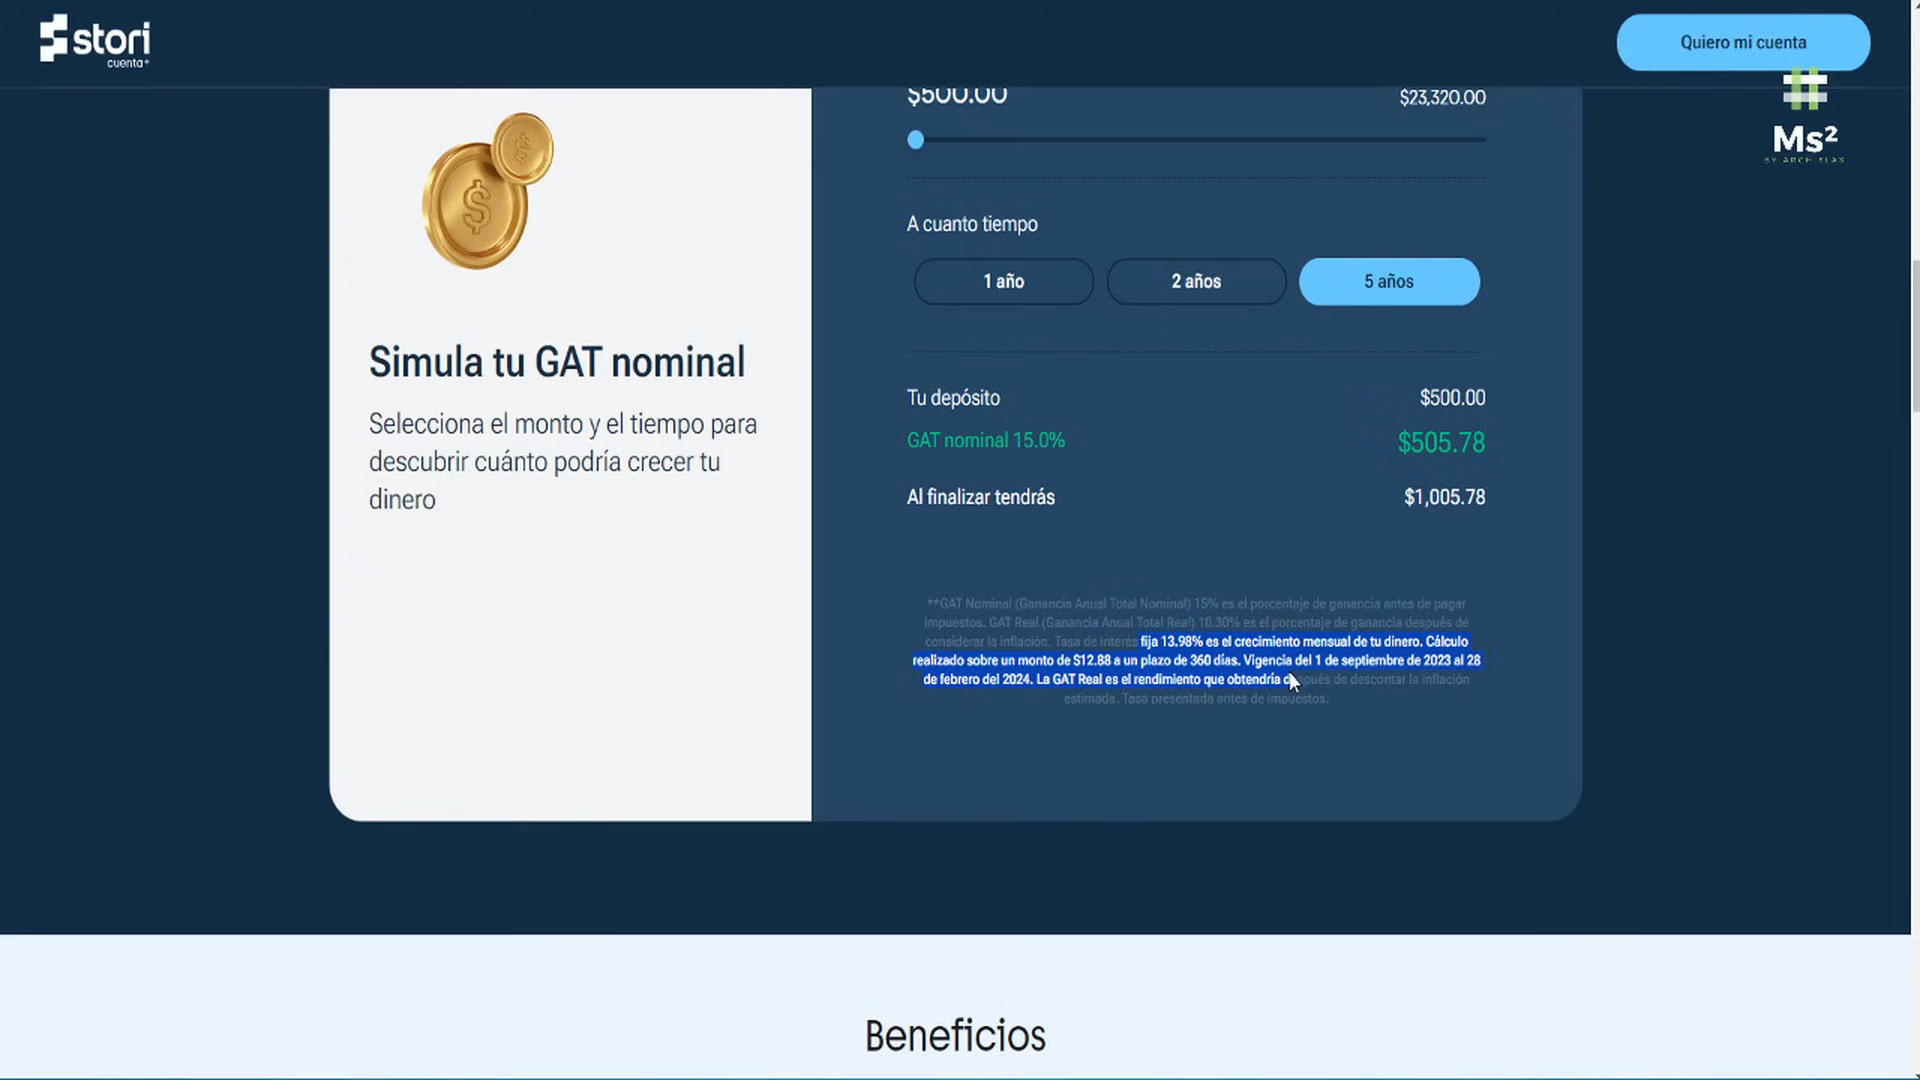 stori
cuenta+
Quiero mi cuenta
$500.00
$23,320.00
Ms²
BY ARCHISLAS
A cuanto tiempo
1 año
2 años
5 años
Simula tu GAT nominal
Selecciona el monto y el tiempo para
descubrir cuánto podría crecer tu
dinero
Tu depósito
$500.00
GAT nominal 15.0%
$505.78
Al finalizar tendrás
$1,005.78
**GAT Nominal (Ganancia Anual Total Nominal) 15% es el porcentaje de ganancia antes de pagar
impuestos. GAT Real (Ganancia Anual Total Real) 10.30% es el porcentaje de ganancia después de
considerar la inflación. Tasa de interés fija 13.98% es el crecimiento mensual de tu dinero. Cálculo
realizado sobre un monto de $12.88 a un plazo de 360 días. Vigencia del 1 de septiembre de 2023 al 28
de febrero del 2024. La GAT Real es el rendimiento que obtendría después de descontar la inflación
estimada. Tasa presentada antes de impuestos.
Beneficios